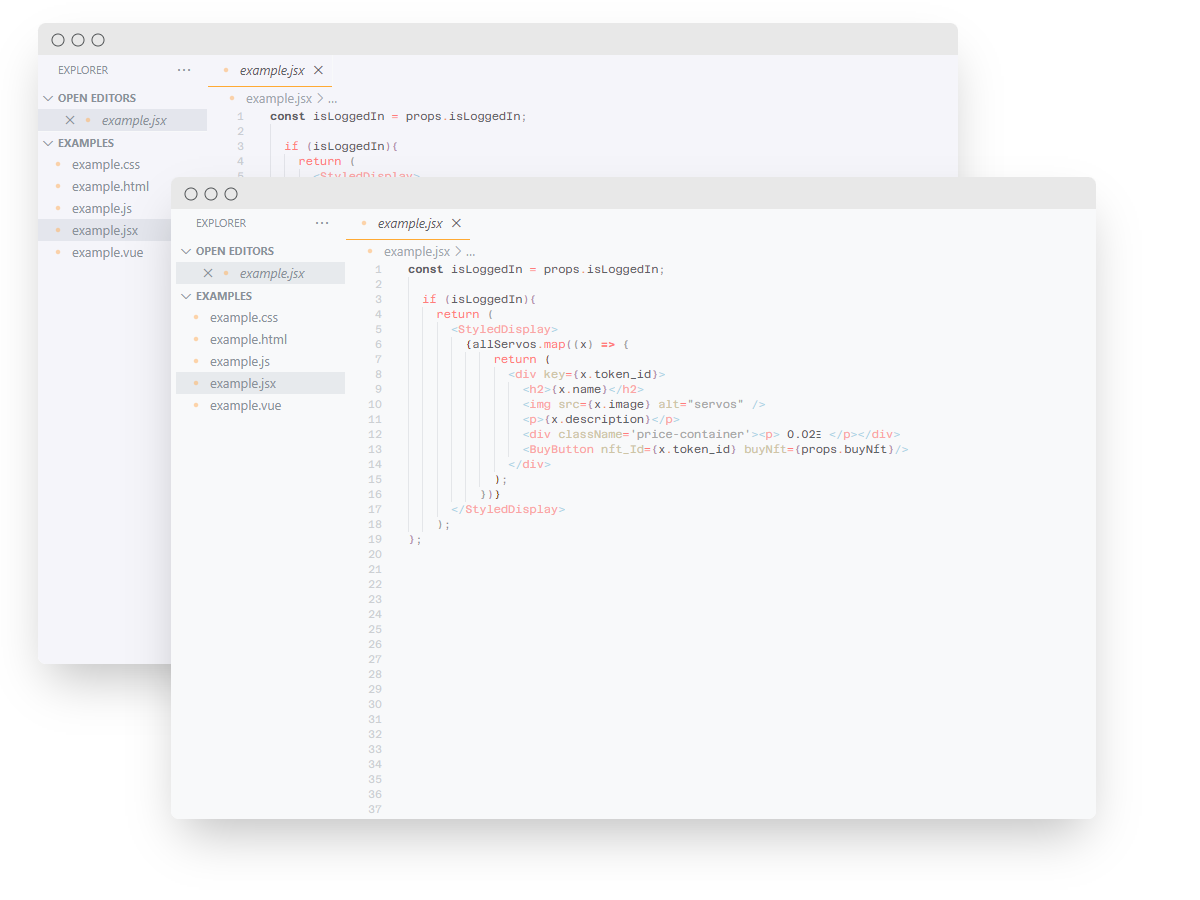 EXPLORER ···
OPEN EDITORS
example.jsx
EXAMPLES
example.css
example.html
example.js
example.jsx
example.vue
example.jsx
example.jsx > ...
1 const isLoggedIn = props.isLoggedIn;
2
3 if (isLoggedIn){
4 return (
5 <StyledDisplay>
EXPLORER ···
OPEN EDITORS
example.jsx
EXAMPLES
example.css
example.html
example.js
example.jsx
example.vue
example.jsx
example.jsx > ...
1 const isLoggedIn = props.isLoggedIn;
2
3 if (isLoggedIn){
4 return (
5 <StyledDisplay>
6 {allServos.map((x) => {
7 return (
8 <div key={x.token_id}>
9 <h2>{x.name}</h2>
10 <img src={x.image} alt="servos" />
11 <p>{x.description}</p>
12 <div className='price-container'><p> 0.02Ξ </p></div>
13 <BuyButton nft_Id={x.token_id} buyNft={props.buyNft}/>
14 </div>
15 );
16 })}
17 </StyledDisplay>
18 );
19 };
20
21
22
23
24
25
26
27
28
29
30
31
32
33
34
35
36
37